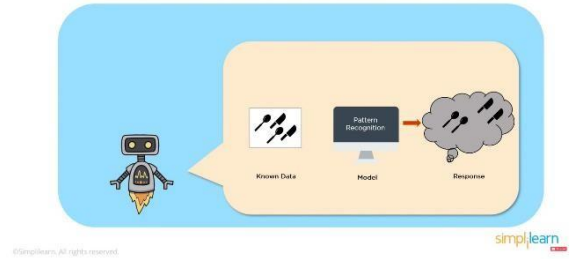 Pattern
Recognition
Known Data
Model
Response
©Simplilearn. All rights reserved.
simplilearn